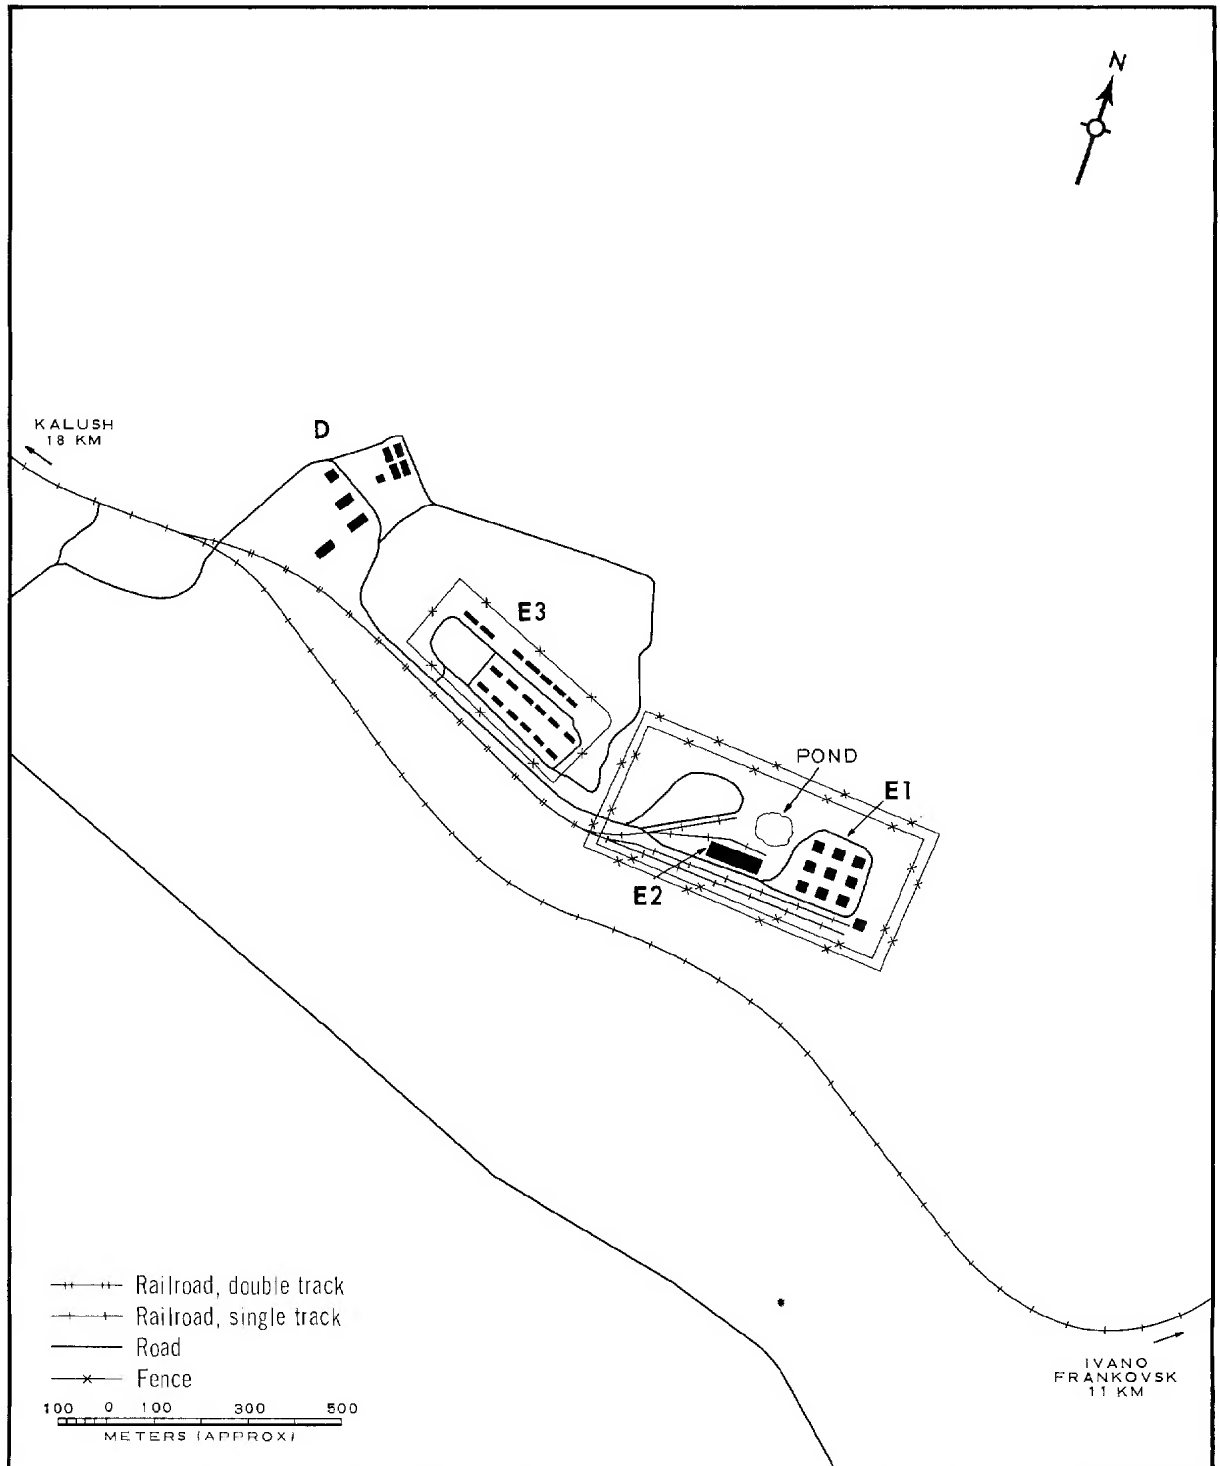 N
KALUSH
18 KM
D
E3
POND
E1
E2
Railroad, double track
Railroad, single track
Road
Fence
100 0 100 300 500
METERS (APPROX)
IVANO
FRANKOVSK
11 KM